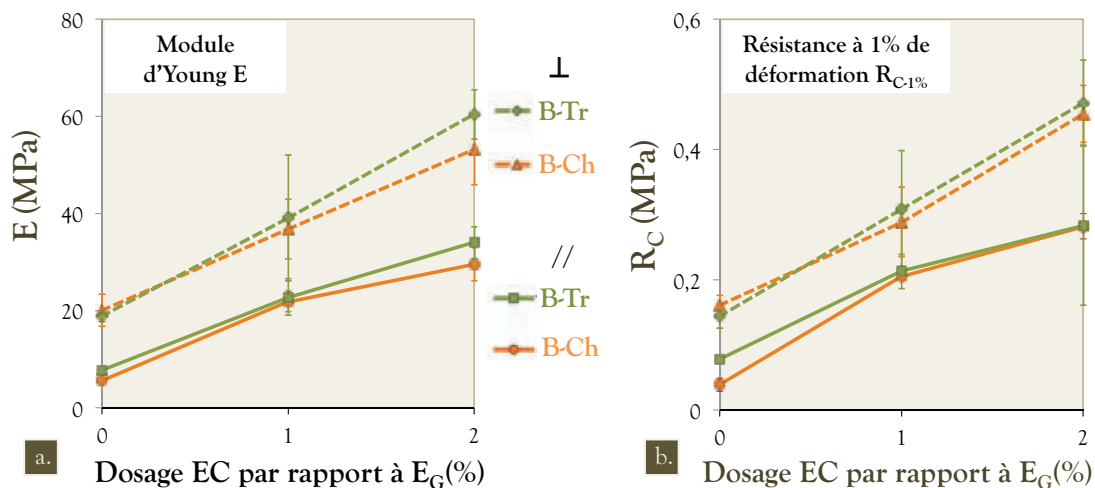 80
60
40
20
0
E (MPa)
Module
d'Young E
0
1
2
a.
Dosage EC par rapport à E_G(%)
⊥
B-Tr
B-Ch
//
B-Tr
B-Ch
0,6
0,4
0,2
0
R_C (MPa)
Résistance à 1% de
déformation R_C-1%
0
1
2
b.
Dosage EC par rapport à E_G(%)